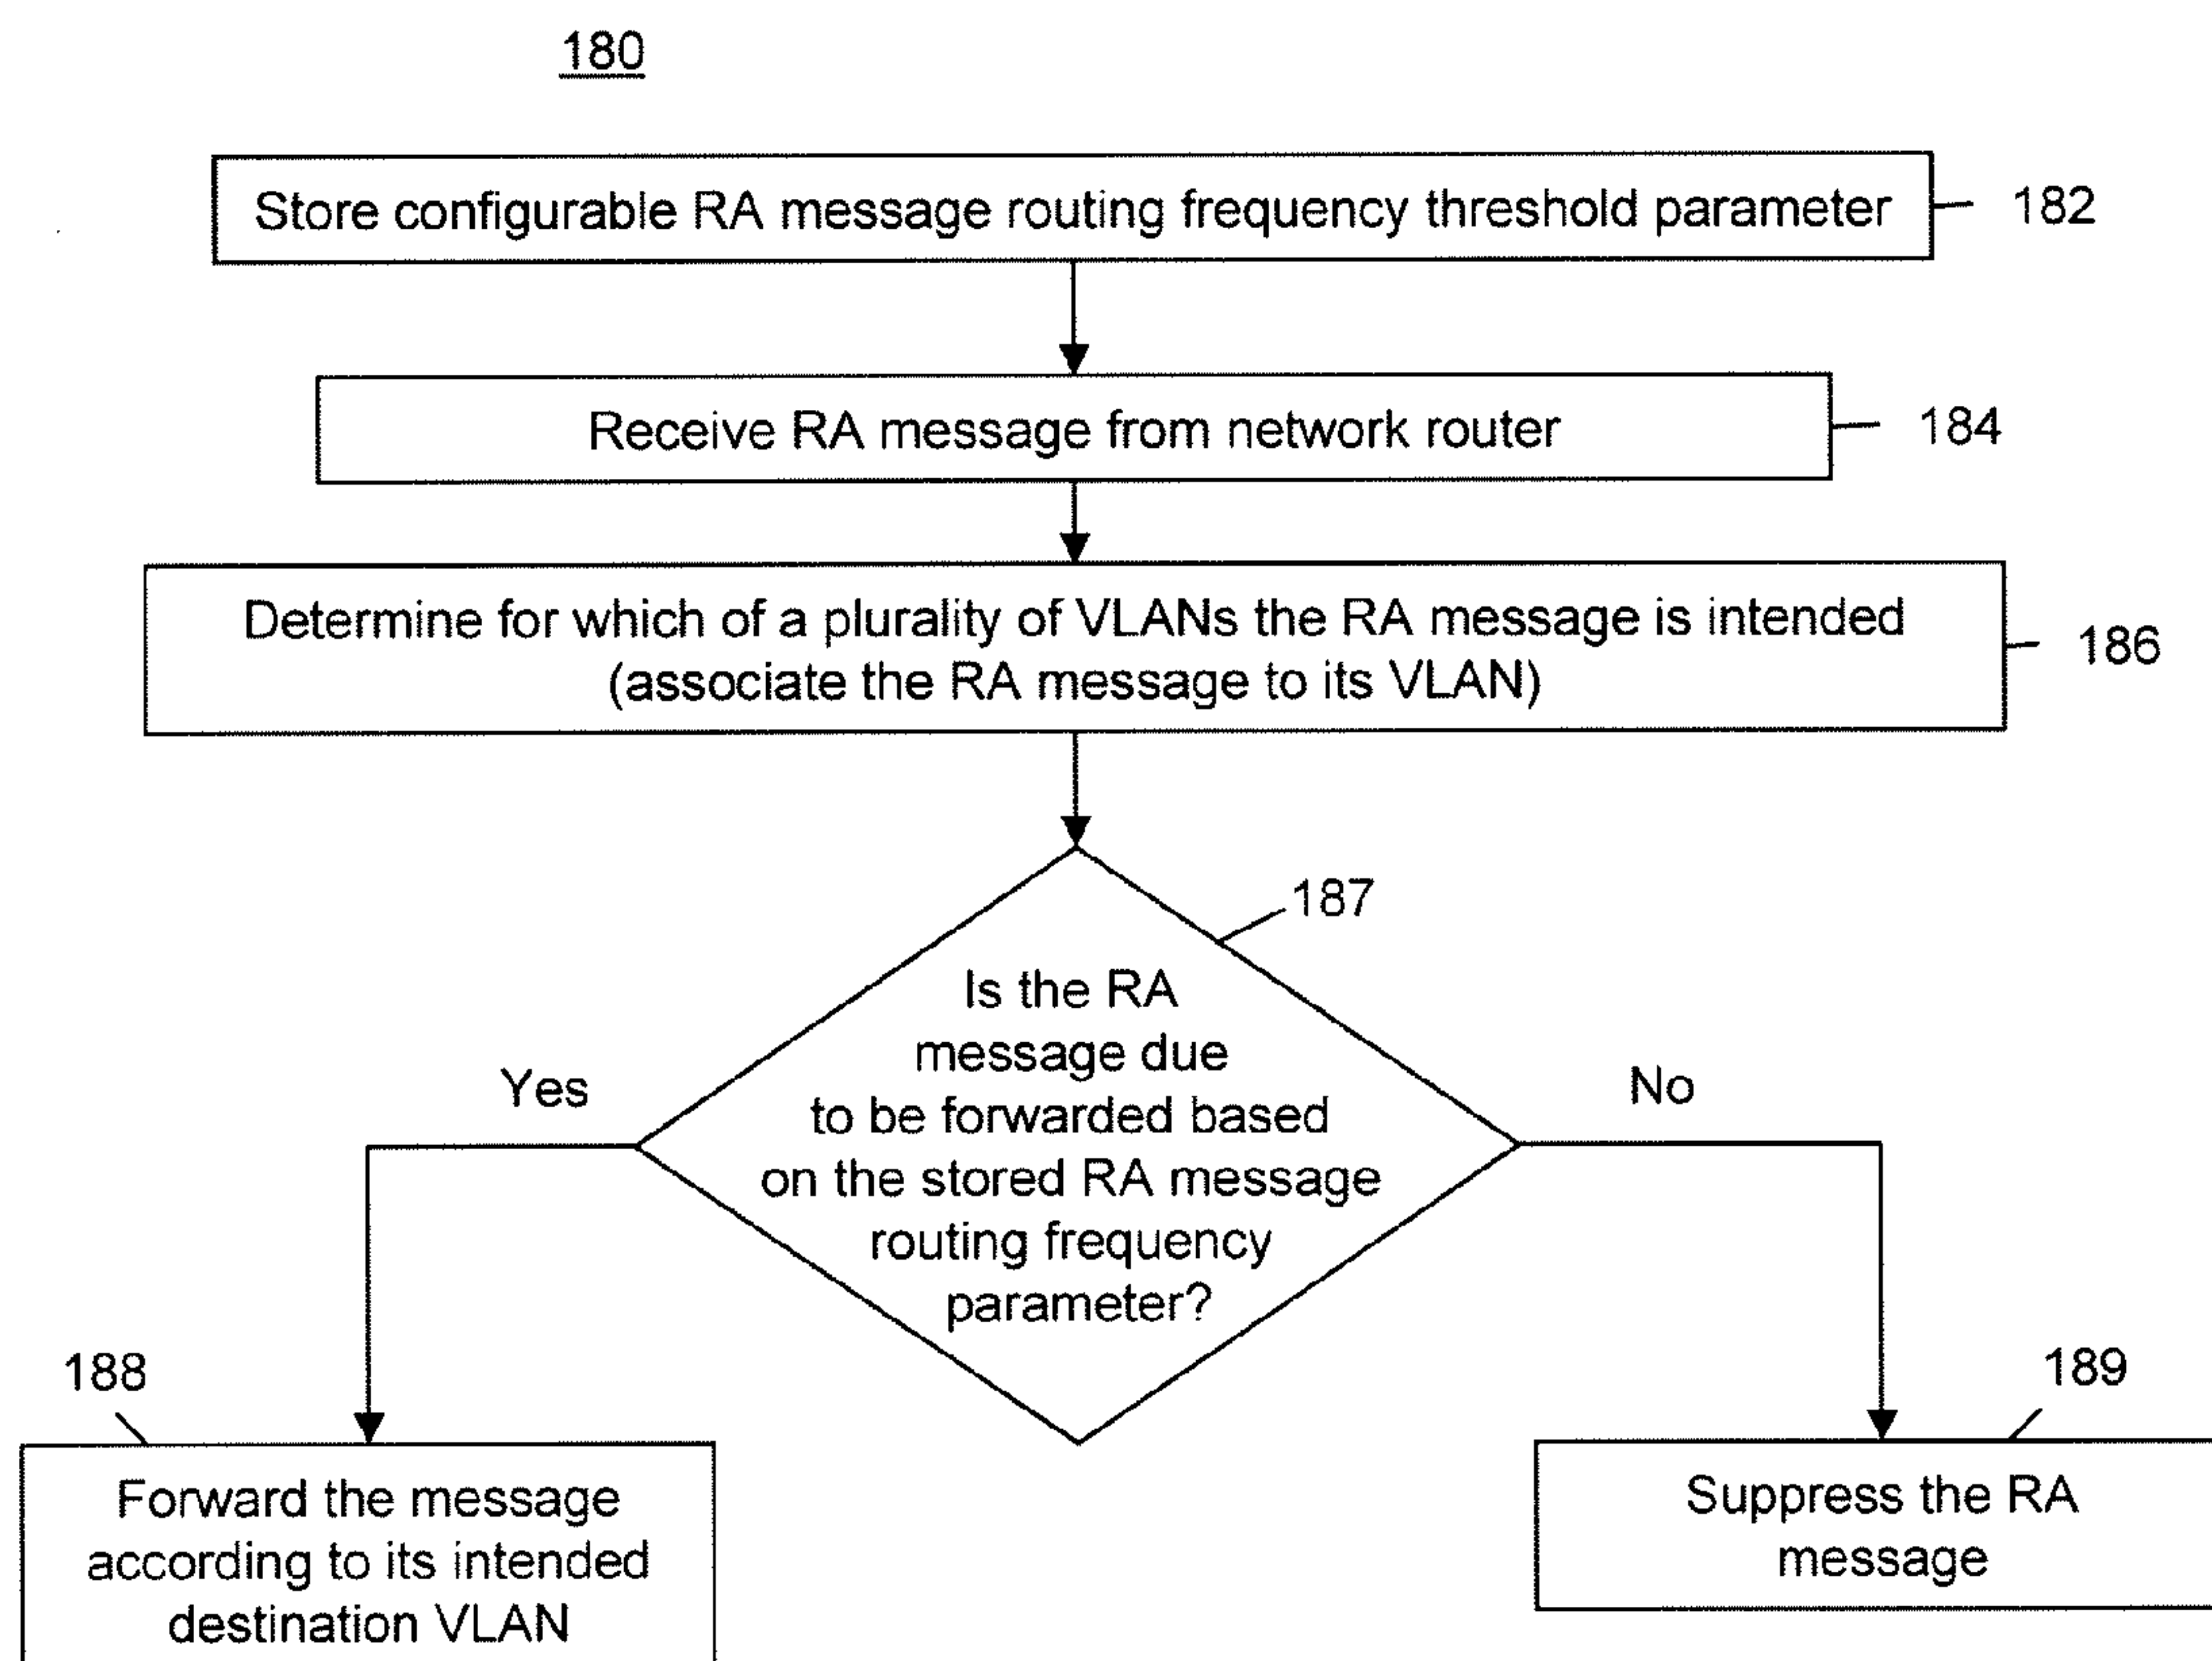 180
Store configurable RA message routing frequency threshold parameter
182
Receive RA message from network router
184
Determine for which of a plurality of VLANs the RA message is intended
(associate the RA message to its VLAN)
186
187
Is the RA
message due
to be forwarded based
on the stored RA message
routing frequency
parameter?
Yes
No
188
Forward the message
according to its intended
destination VLAN
189
Suppress the RA
message